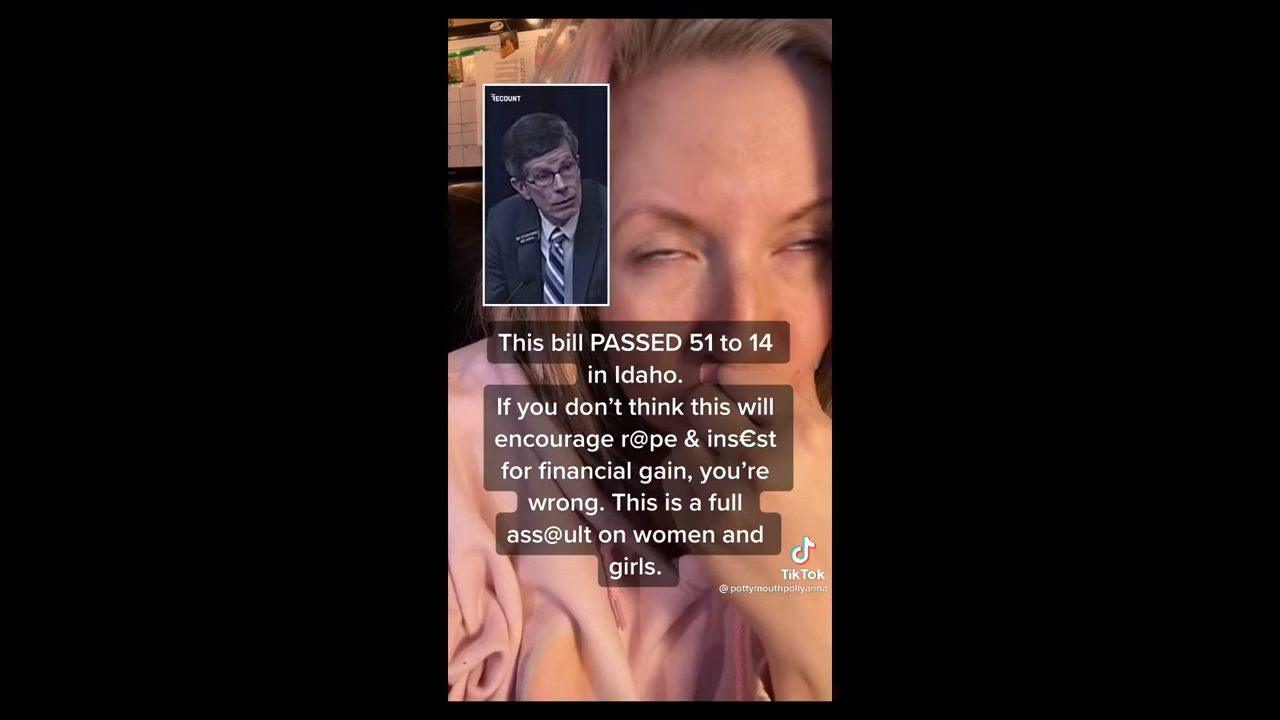 RECOUNT
This bill PASSED 51 to 14
in Idaho.
If you don’t think this will
encourage r@pe & ins€st
for financial gain, you’re
wrong. This is a full
ass@ult on women and
girls.
TikTok
@pottymouthpollyanna